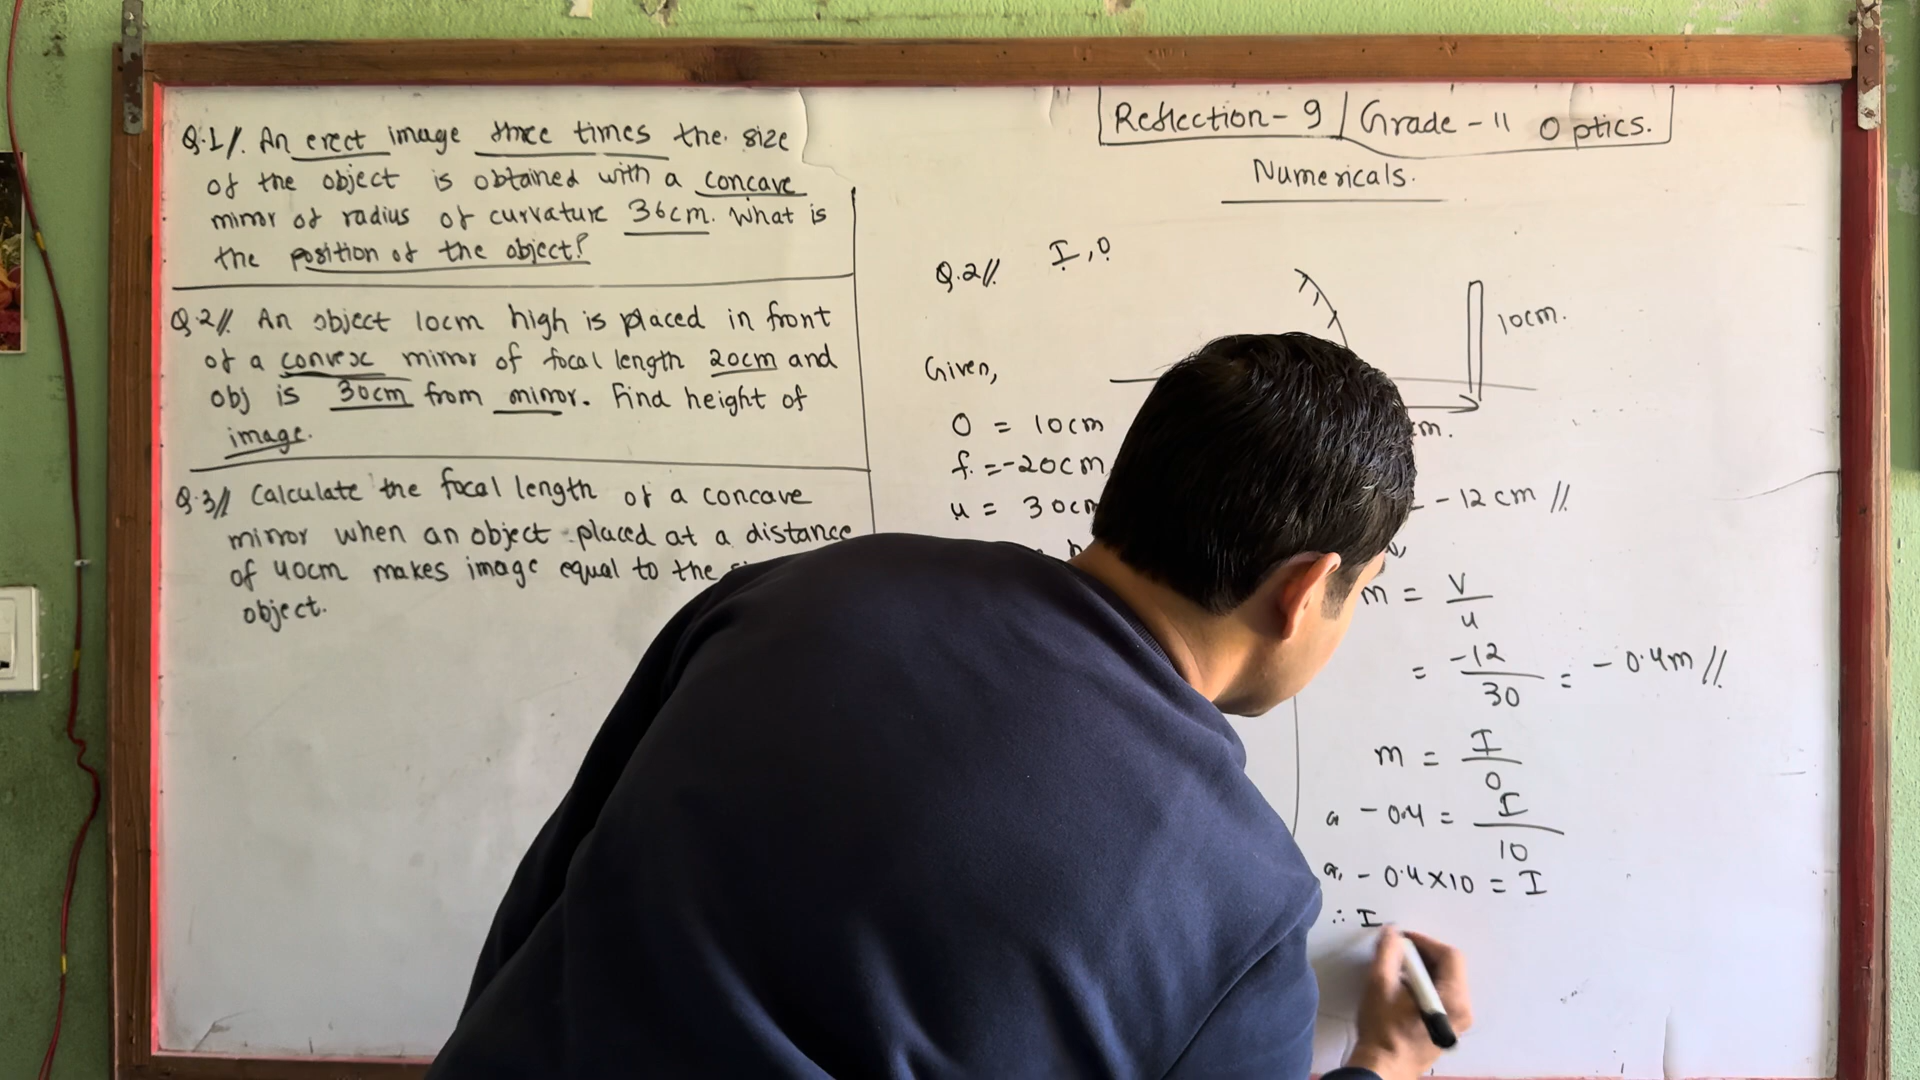 Reflection - 9 | Grade - 11 Optics.
Numericals.
Q.1//. An erect image three times the size
of the object is obtained with a concave
mirror of radius of curvature 36cm. What is
the position of the object?
Q.2//. An object 10cm high is placed in front
of a convex mirror of focal length 20cm and
obj is 30cm from mirror. Find height of
image.
Q.3// Calculate the focal length of a concave
mirror when an object placed at a distance
of 40cm makes image equal to the
object.
Q.2// I, O
10cm.
Given,
O = 10cm
f = -20cm
u = 30cm
cm.
- 12 cm //
m = V/u
= -12/30 = - 0.4m //
m = I/O
a - 0.4 = I/10
a, - 0.4 x 10 = I
∴ I